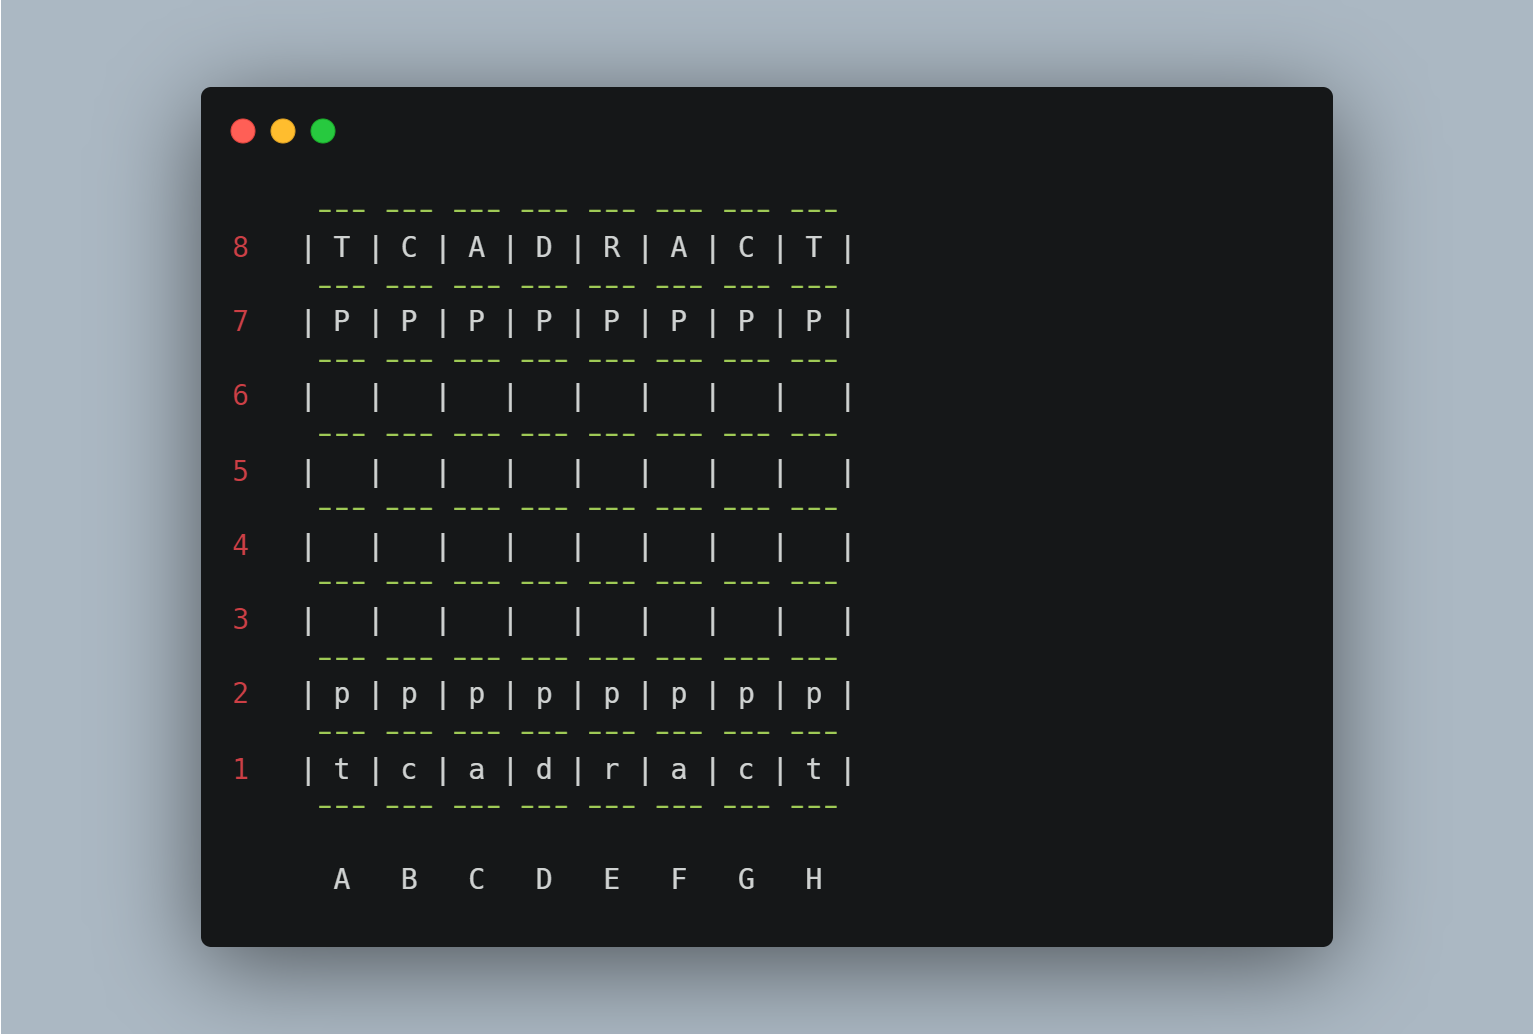 --- --- --- --- --- --- --- ---
8   | T | C | A | D | R | A | C | T |
 --- --- --- --- --- --- --- ---
7   | P | P | P | P | P | P | P | P |
 --- --- --- --- --- --- --- ---
6   |   |   |   |   |   |   |   |   |
 --- --- --- --- --- --- --- ---
5   |   |   |   |   |   |   |   |   |
 --- --- --- --- --- --- --- ---
4   |   |   |   |   |   |   |   |   |
 --- --- --- --- --- --- --- ---
3   |   |   |   |   |   |   |   |   |
 --- --- --- --- --- --- --- ---
2   | p | p | p | p | p | p | p | p |
 --- --- --- --- --- --- --- ---
1   | t | c | a | d | r | a | c | t |
 --- --- --- --- --- --- --- ---
A   B   C   D   E   F   G   H